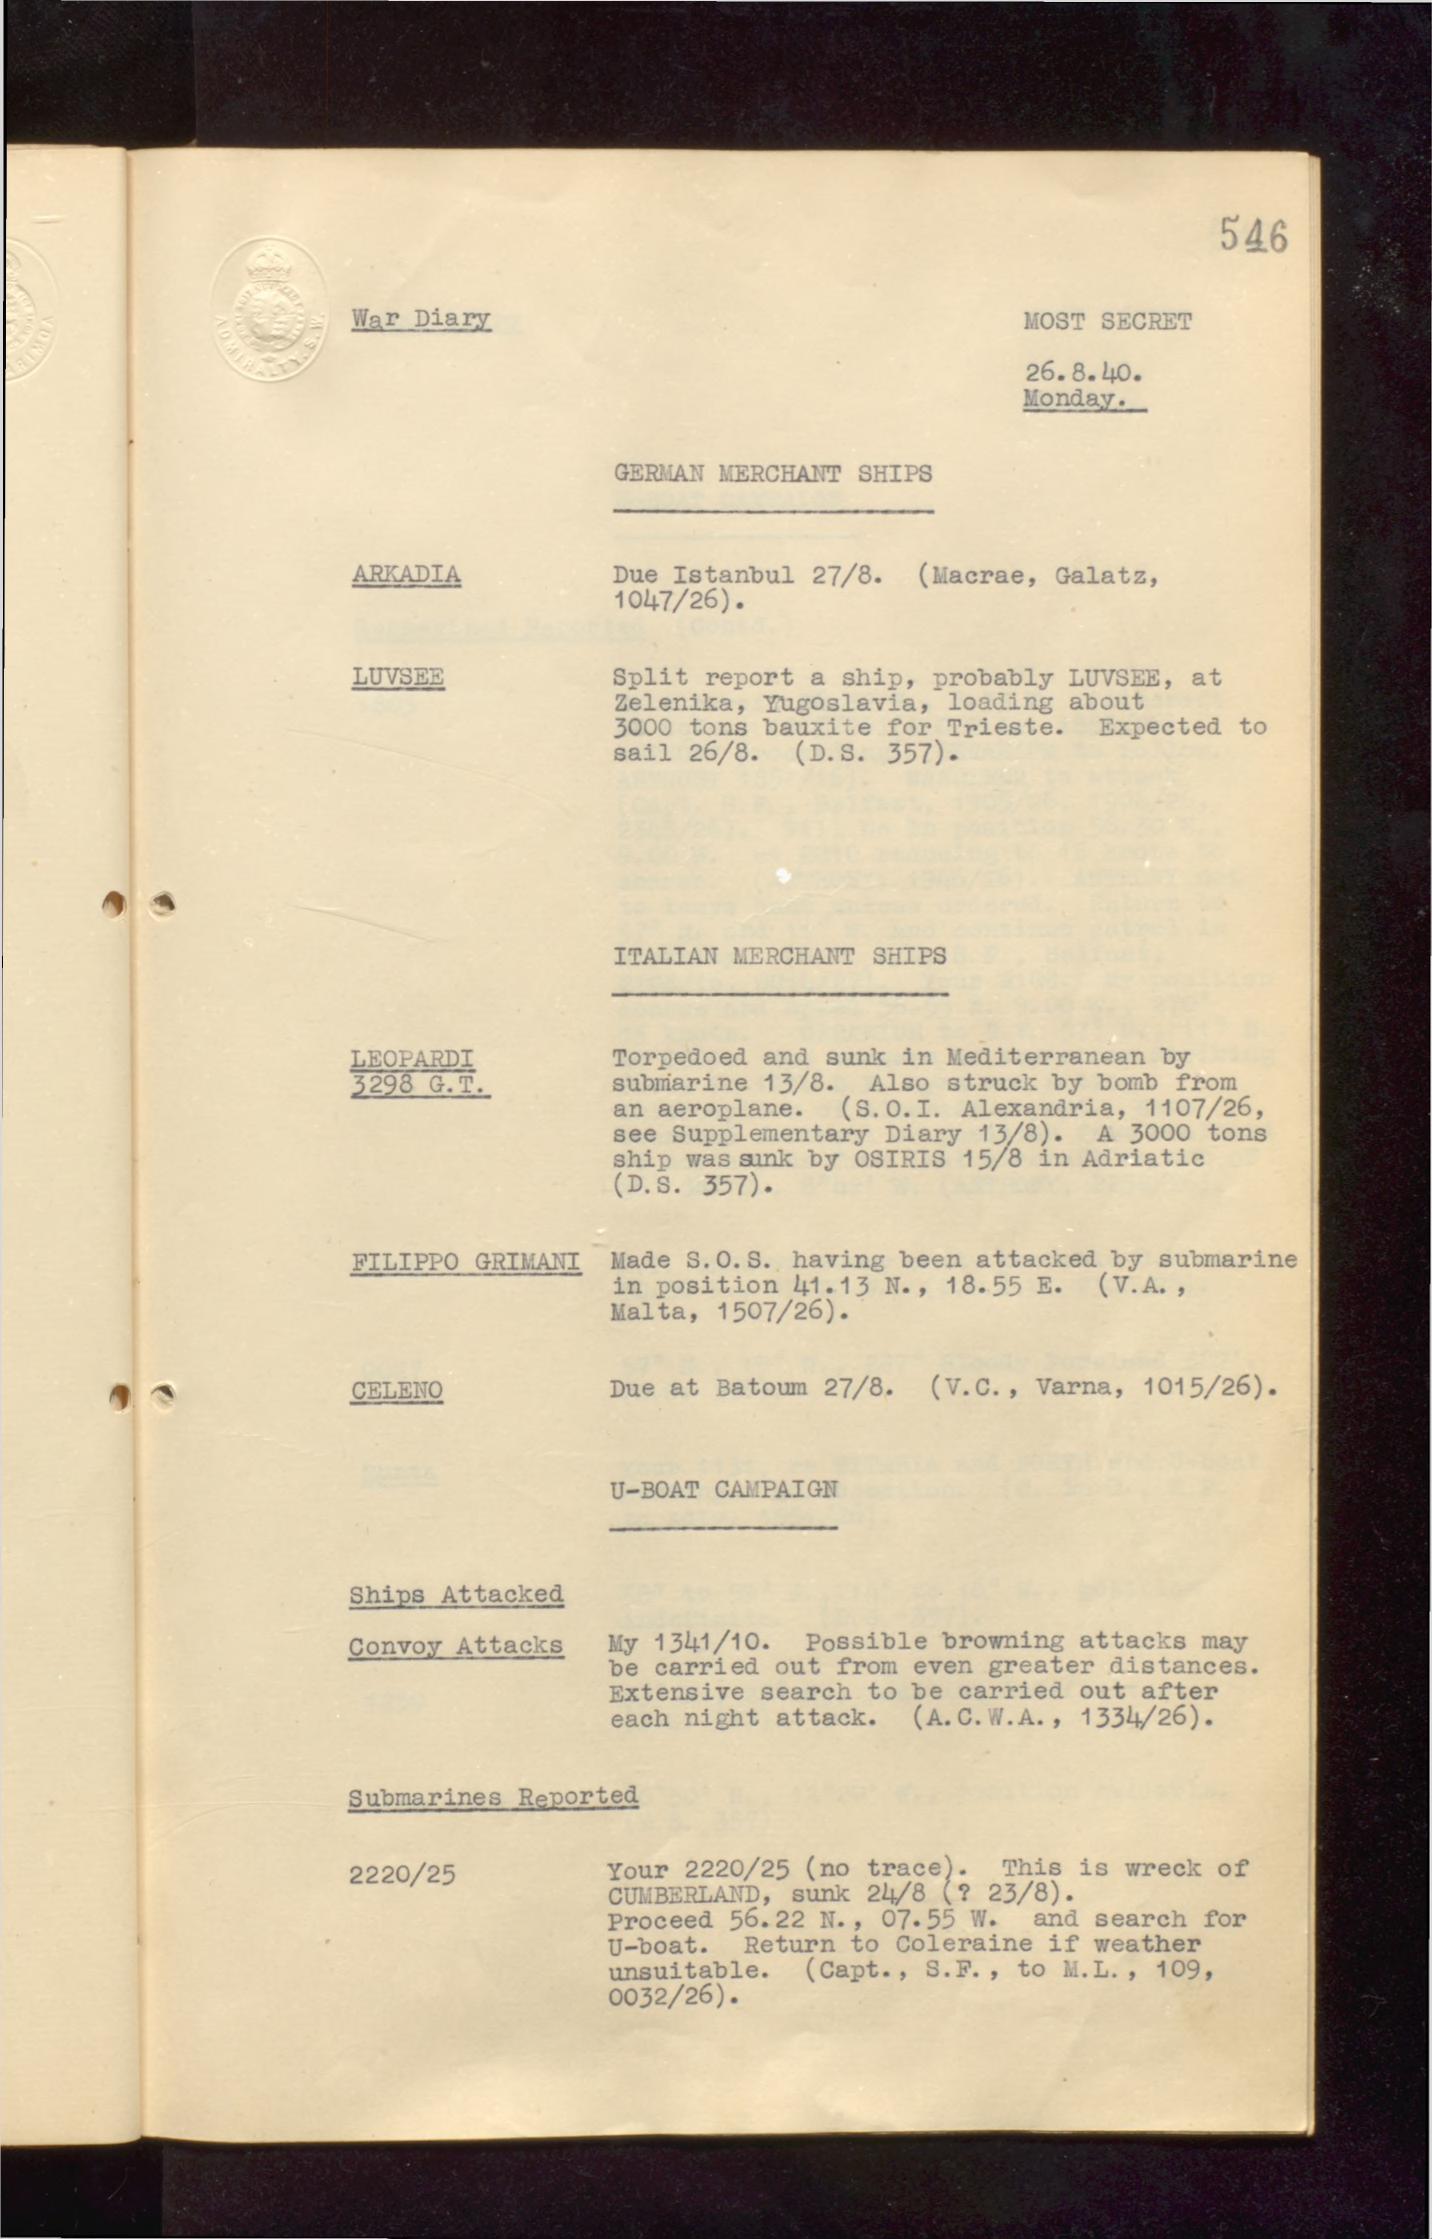 546
ADMIRALTY. S.W.
War Diary
MOST SECRET
26.8.40.
Monday.
GERMAN MERCHANT SHIPS
ARKADIA Due Istanbul 27/8. (Macrae, Galatz,
1047/26).
LUVSEE Split report a ship, probably LUVSEE, at
Zelenika, Yugoslavia, loading about
3000 tons bauxite for Trieste. Expected to
sail 26/8. (D.S. 357).
ITALIAN MERCHANT SHIPS
LEOPARDI Torpedoed and sunk in Mediterranean by
3298 G.T. submarine 13/8. Also struck by bomb from
an aeroplane. (S.O.I. Alexandria, 1107/26,
see Supplementary Diary 13/8). A 3000 tons
ship was sunk by OSIRIS 15/8 in Adriatic
(D.S. 357).
FILIPPO GRIMANI Made S.O.S. having been attacked by submarine
in position 41.13 N., 18.55 E. (V.A.,
Malta, 1507/26).
CELENO Due at Batoum 27/8. (V.C., Varna, 1015/26).
U-BOAT CAMPAIGN
Ships Attacked
Convoy Attacks My 1341/10. Possible browning attacks may
be carried out from even greater distances.
Extensive search to be carried out after
each night attack. (A.C.W.A., 1334/26).
Submarines Reported
2220/25 Your 2220/25 (no trace). This is wreck of
CUMBERLAND, sunk 24/8 (? 23/8).
Proceed 56.22 N., 07.55 W. and search for
U-boat. Return to Coleraine if weather
unsuitable. (Capt., S.F., to M.L., 109,
0032/26).